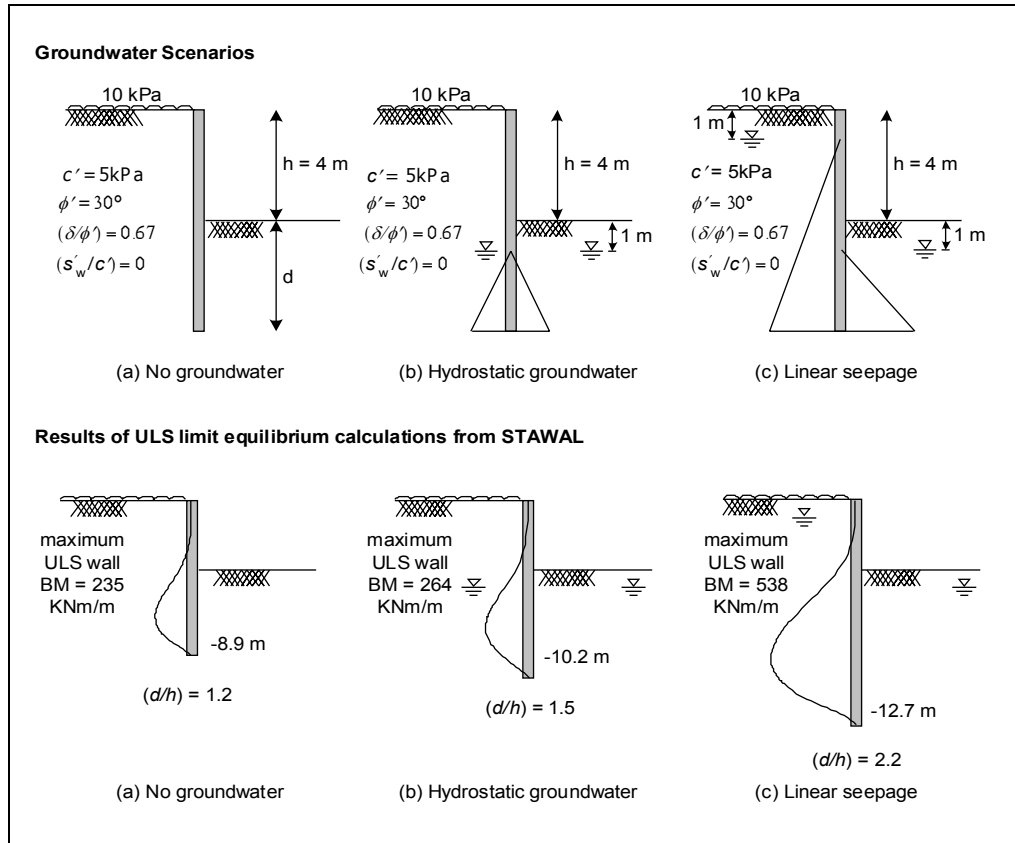 Groundwater Scenarios
10 kPa
h = 4 m
c′ = 5kPa
ϕ′ = 30°
(δ/ϕ′) = 0.67
(s′w/c′) = 0
d
(a) No groundwater
10 kPa
h = 4 m
c′ = 5kPa
ϕ′ = 30°
(δ/ϕ′) = 0.67
(s′w/c′) = 0
1 m
(b) Hydrostatic groundwater
10 kPa
1 m
h = 4 m
c′ = 5kPa
ϕ′ = 30°
(δ/ϕ′) = 0.67
(s′w/c′) = 0
1 m
(c) Linear seepage
Results of ULS limit equilibrium calculations from STAWAL
maximum
ULS wall
BM = 235
KNm/m
-8.9 m
(d/h) = 1.2
(a) No groundwater
maximum
ULS wall
BM = 264
KNm/m
-10.2 m
(d/h) = 1.5
(b) Hydrostatic groundwater
maximum
ULS wall
BM = 538
KNm/m
-12.7 m
(d/h) = 2.2
(c) Linear seepage